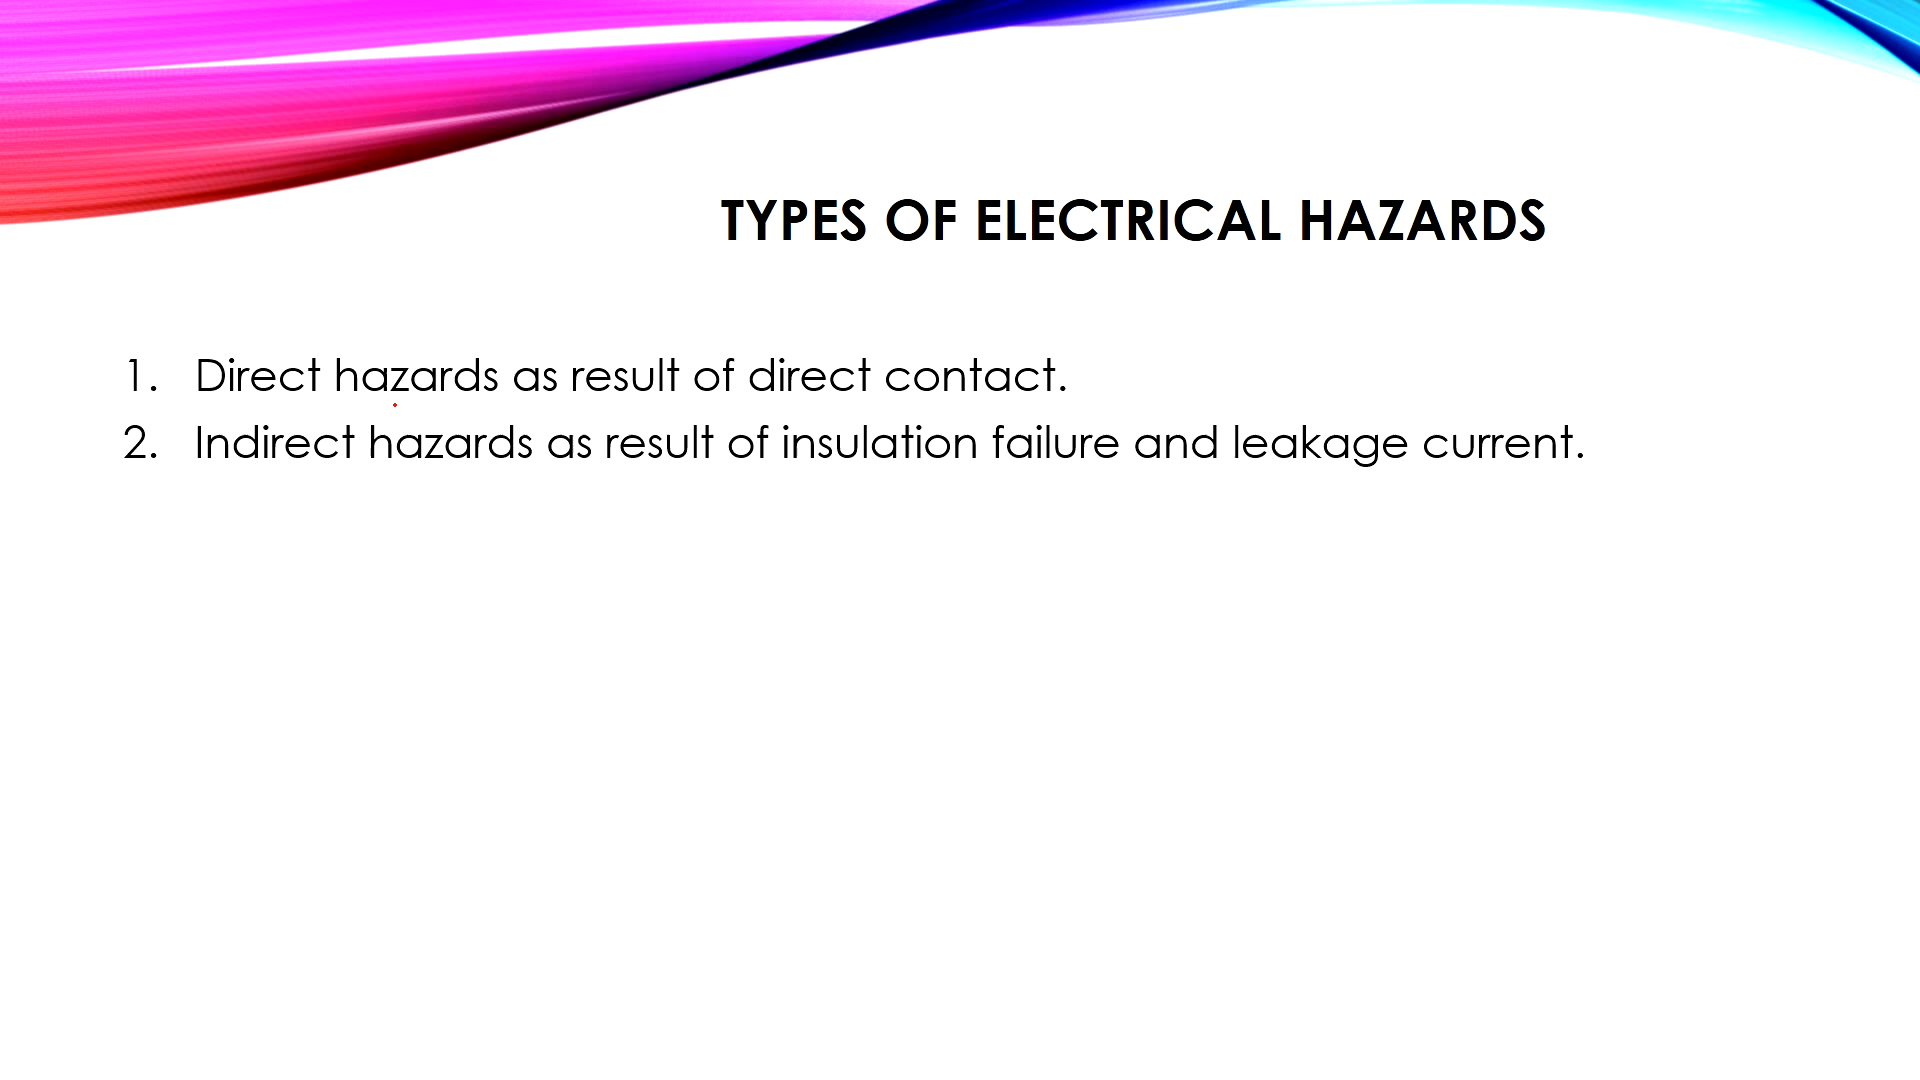 TYPES OF ELECTRICAL HAZARDS
1. Direct hazards as result of direct contact.
2. Indirect hazards as result of insulation failure and leakage current.